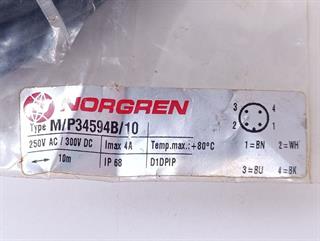 NORGREN
Type M/P34594B/10
250V AC / 300V DC Imax 4A Temp.max.:+80°C
10m IP 68 D1DPIP
3 4
2 1
1=BN 2=WH
3=BU 4=BK